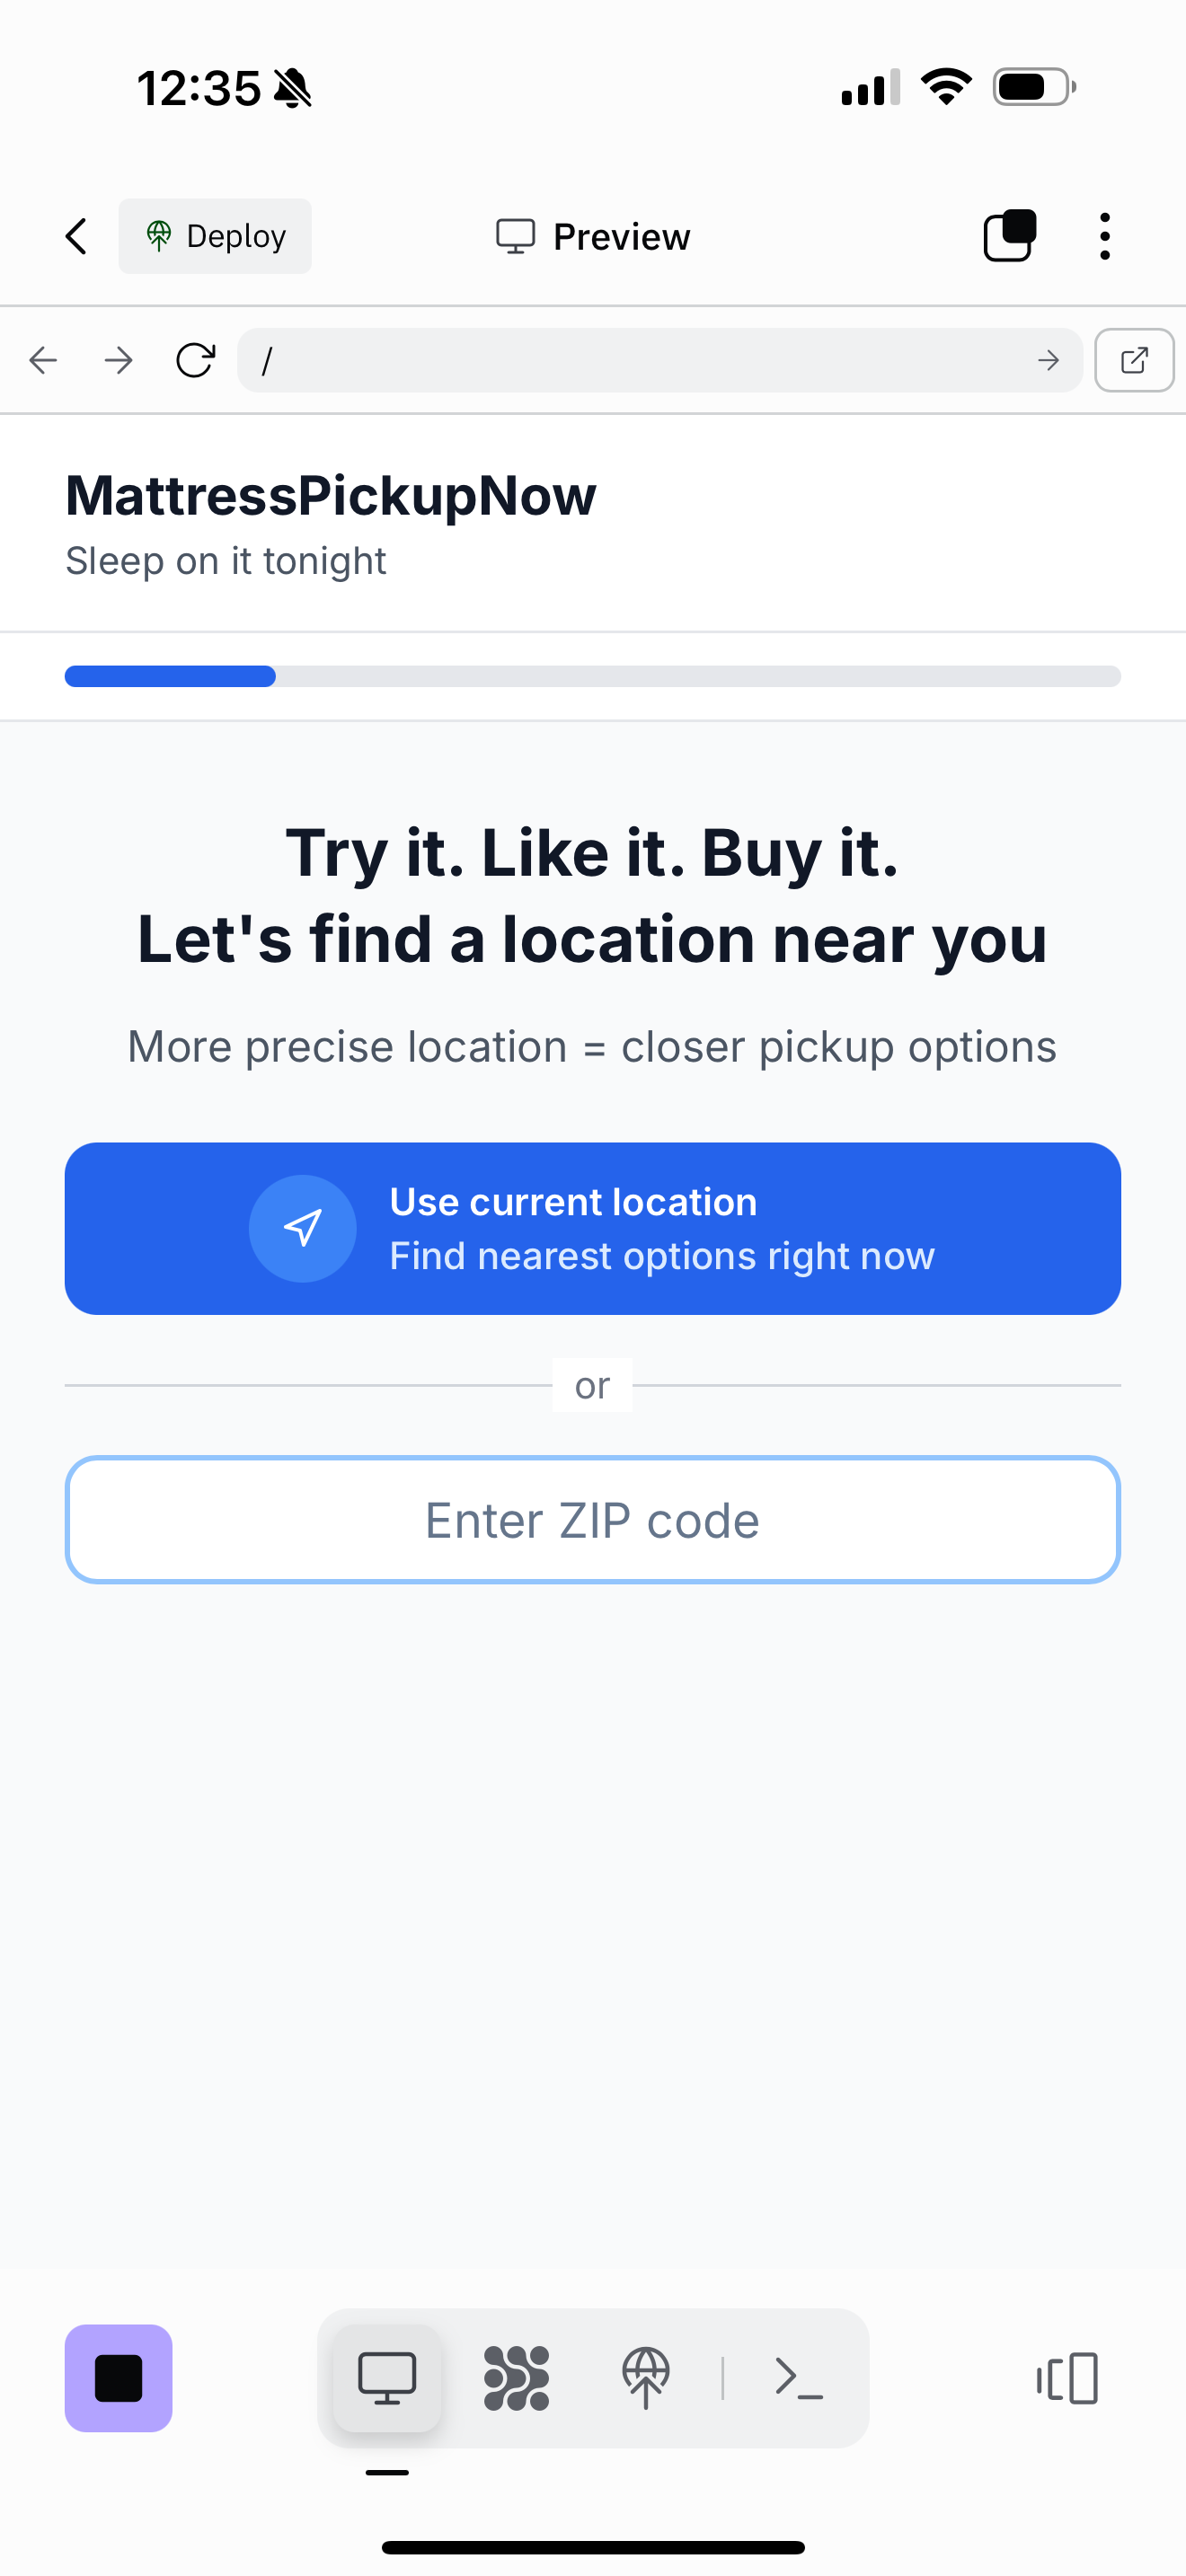 12:35
Deploy
Preview
/
MattressPickupNow
Sleep on it tonight
Try it. Like it. Buy it.
Let's find a location near you
More precise location = closer pickup options
Use current location
Find nearest options right now
or
Enter ZIP code